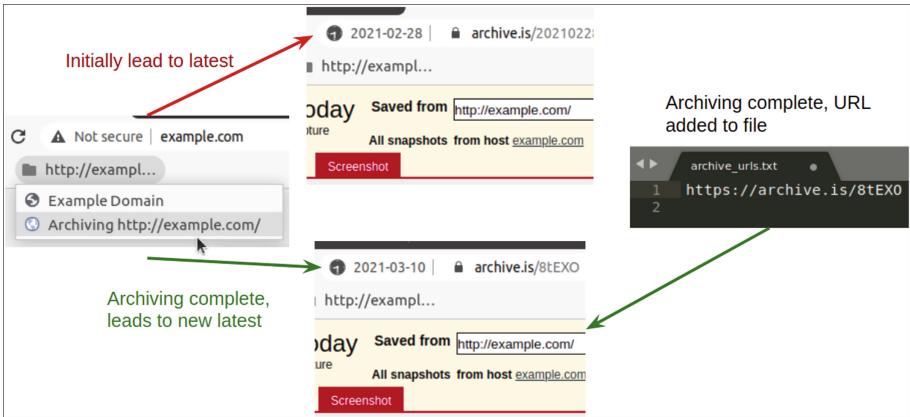 Initially lead to latest
2021-02-28
archive.is/2021022
http://exampl...
oday
Saved from
http://example.com/
All snapshots from host example.com
Screenshot
Not secure
example.com
http://exampl...
Example Domain
Archiving http://example.com/
Archiving complete,
leads to new latest
2021-03-10
archive.is/8tEXO
http://exampl...
oday
Saved from
http://example.com/
All snapshots from host example.com
Screenshot
Archiving complete, URL
added to file
archive_urls.txt
1 https://archive.is/8tEXO
2